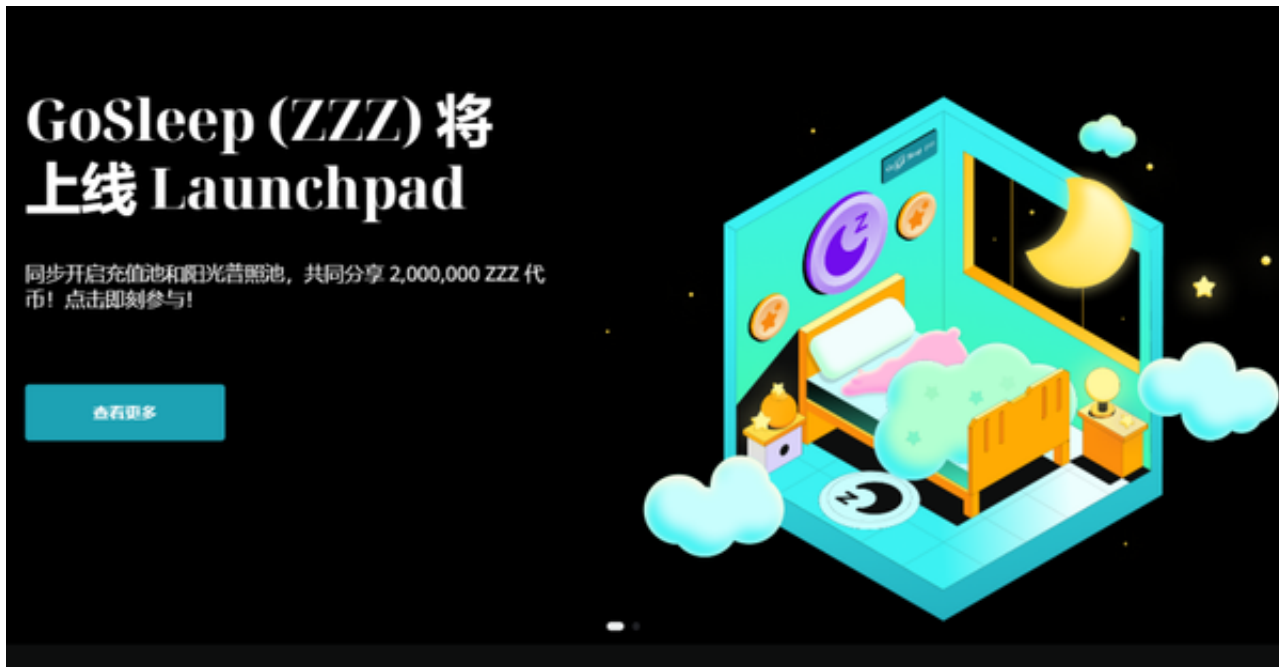 GoSleep (ZZZ) 将
上线 Launchpad
同步开启充值池和阳光普照池，共同分享 2,000,000 ZZZ 代
币！点击即刻参与！
查看更多